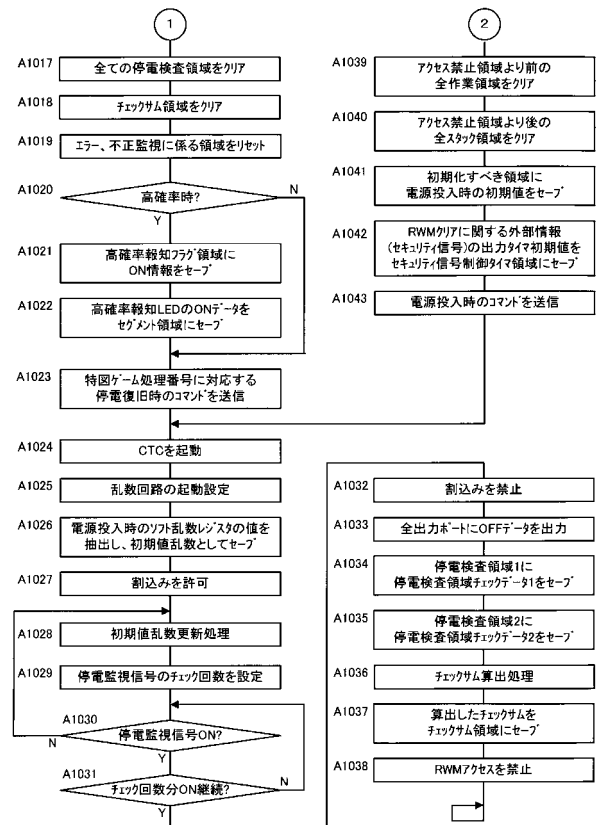 1
A1017
全ての停電検査領域をクリア
A1018
チェックサム領域をクリア
A1019
エラー、不正監視に係る領域をリセット
A1020
高確率時?
N
Y
A1021
高確率報知フラグ領域に
ON情報をセーブ
A1022
高確率報知LEDのONデータを
セグメント領域にセーブ
A1023
特図ゲーム処理番号に対応する
停電復旧時のコマンドを送信
A1024
CTCを起動
A1025
乱数回路の起動設定
A1026
電源投入時のソフト乱数レジスタの値を
抽出し、初期値乱数としてセーブ
A1027
割込みを許可
A1028
初期値乱数更新処理
A1029
停電監視信号のチェック回数を設定
A1030
停電監視信号ON?
N
Y
A1031
チェック回数分ON継続?
N
Y
2
A1039
アクセス禁止領域より前の
全作業領域をクリア
A1040
アクセス禁止領域より後の
全スタック領域をクリア
A1041
初期化すべき領域に
電源投入時の初期値をセーブ
A1042
RWMクリアに関する外部情報
(セキュリティ信号)の出力タイマ初期値を
セキュリティ信号制御タイマ領域にセーブ
A1043
電源投入時のコマンドを送信
A1032
割込みを禁止
A1033
全出力ポートにOFFデータを出力
A1034
停電検査領域1に
停電検査領域チェックデータ1をセーブ
A1035
停電検査領域2に
停電検査領域チェックデータ2をセーブ
A1036
チェックサム算出処理
A1037
算出したチェックサムを
チェックサム領域にセーブ
A1038
RWMアクセスを禁止